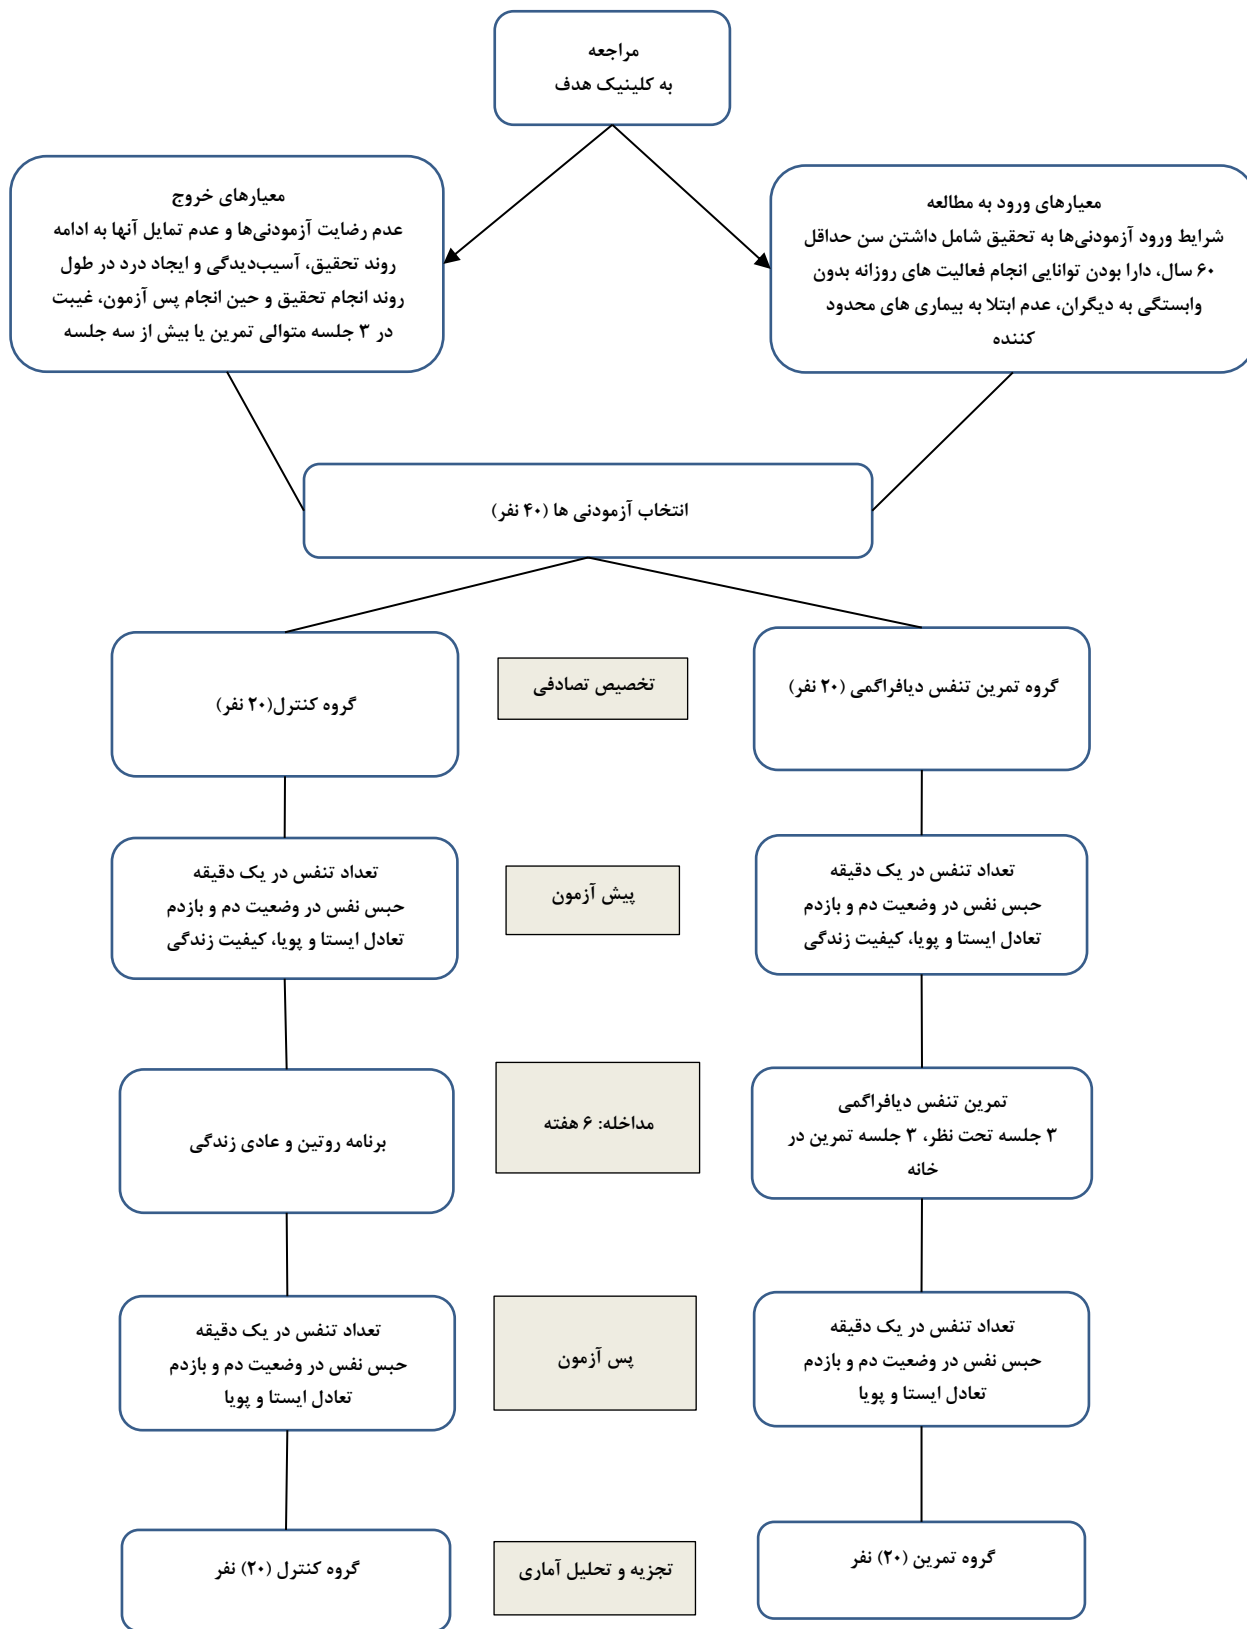 مراجعه
به کلینیک هدف
معیارهای ورود به مطالعه
شرایط ورود آزمودنی‌ها به تحقیق شامل داشتن سن حداقل
۶۰ سال، دارا بودن توانایی انجام فعالیت های روزانه بدون
وابستگی به دیگران، عدم ابتلا به بیماری های محدود
کننده
معیارهای خروج
عدم رضایت آزمودنی‌ها و عدم تمایل آنها به ادامه
روند تحقیق، آسیب‌دیدگی و ایجاد درد در طول
روند انجام تحقیق و حین انجام پس آزمون، غیبت
در ۳ جلسه متوالی تمرین یا بیش از سه جلسه
انتخاب آزمودنی ها (۴۰ نفر)
گروه تمرین تنفس دیافراگمی (۲۰ نفر)
تخصیص تصادفی
گروه کنترل(۲۰ نفر)
تعداد تنفس در یک دقیقه
حبس نفس در وضعیت دم و بازدم
تعادل ایستا و پویا، کیفیت زندگی
پیش آزمون
تعداد تنفس در یک دقیقه
حبس نفس در وضعیت دم و بازدم
تعادل ایستا و پویا، کیفیت زندگی
تمرین تنفس دیافراگمی
۳ جلسه تحت نظر، ۳ جلسه تمرین در
خانه
مداخله: ۶ هفته
برنامه روتین و عادی زندگی
تعداد تنفس در یک دقیقه
حبس نفس در وضعیت دم و بازدم
تعادل ایستا و پویا
پس آزمون
تعداد تنفس در یک دقیقه
حبس نفس در وضعیت دم و بازدم
تعادل ایستا و پویا
گروه تمرین (۲۰) نفر
تجزیه و تحلیل آماری
گروه کنترل (۲۰) نفر